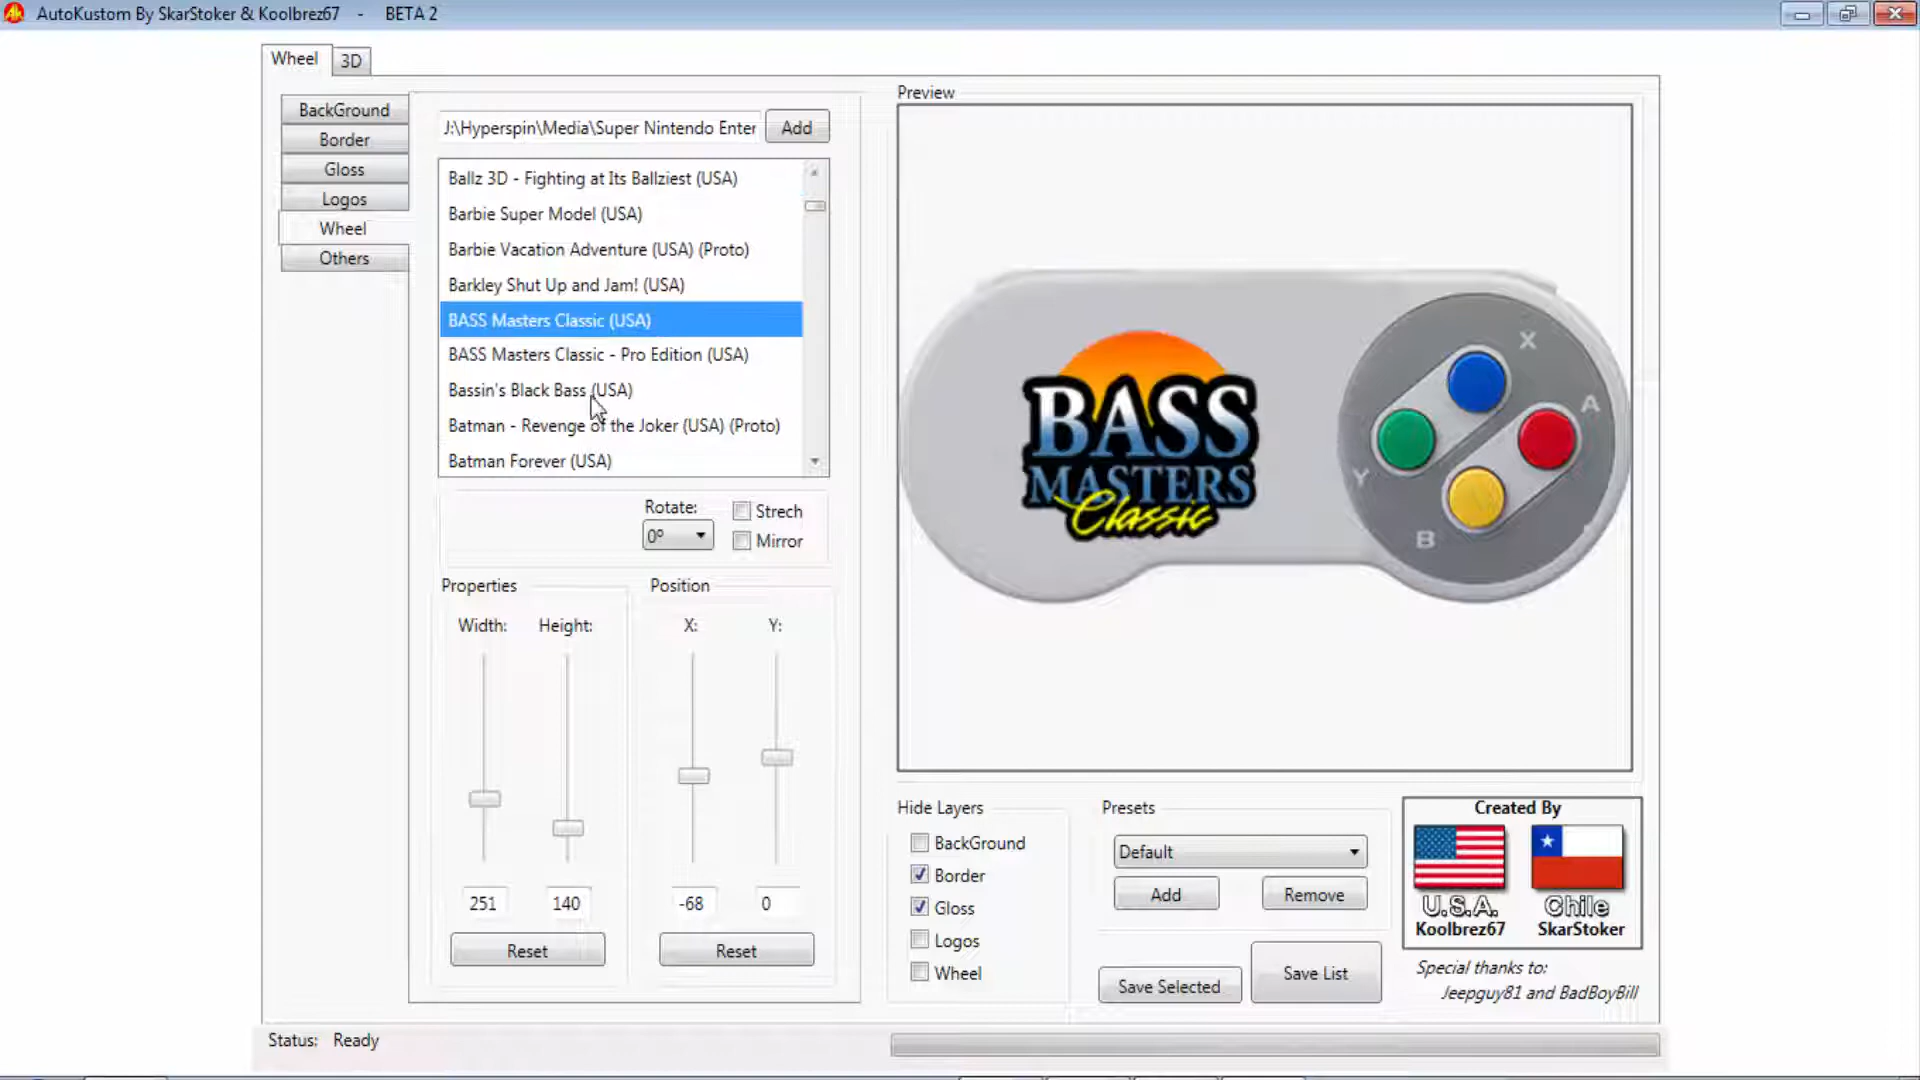 AutoKustom By SkarStoker & Koolbrez67 - BETA 2
Wheel 3D
BackGround
Border
Gloss
Logos
Wheel
Others
J:\Hyperspin\Media\Super Nintendo Enter Add
Ballz 3D - Fighting at Its Ballziest (USA)
Barbie Super Model (USA)
Barbie Vacation Adventure (USA) (Proto)
Barkley Shut Up and Jam! (USA)
BASS Masters Classic (USA)
BASS Masters Classic - Pro Edition (USA)
Bassin's Black Bass (USA)
Batman - Revenge of the Joker (USA) (Proto)
Batman Forever (USA)
Rotate:
0º
Strech
Mirror
Properties
Width: Height:
251 140
Reset
Position
X: Y:
-68 0
Reset
Preview
BASS
MASTERS
Classic
X
A
Y
B
Hide Layers
BackGround
Border
Gloss
Logos
Wheel
Presets
Default
Add Remove
Save Selected
Save List
Created By
U.S.A. Chile
Koolbrez67 SkarStoker
Special thanks to:
Jeepguy81 and BadBoyBill
Status: Ready